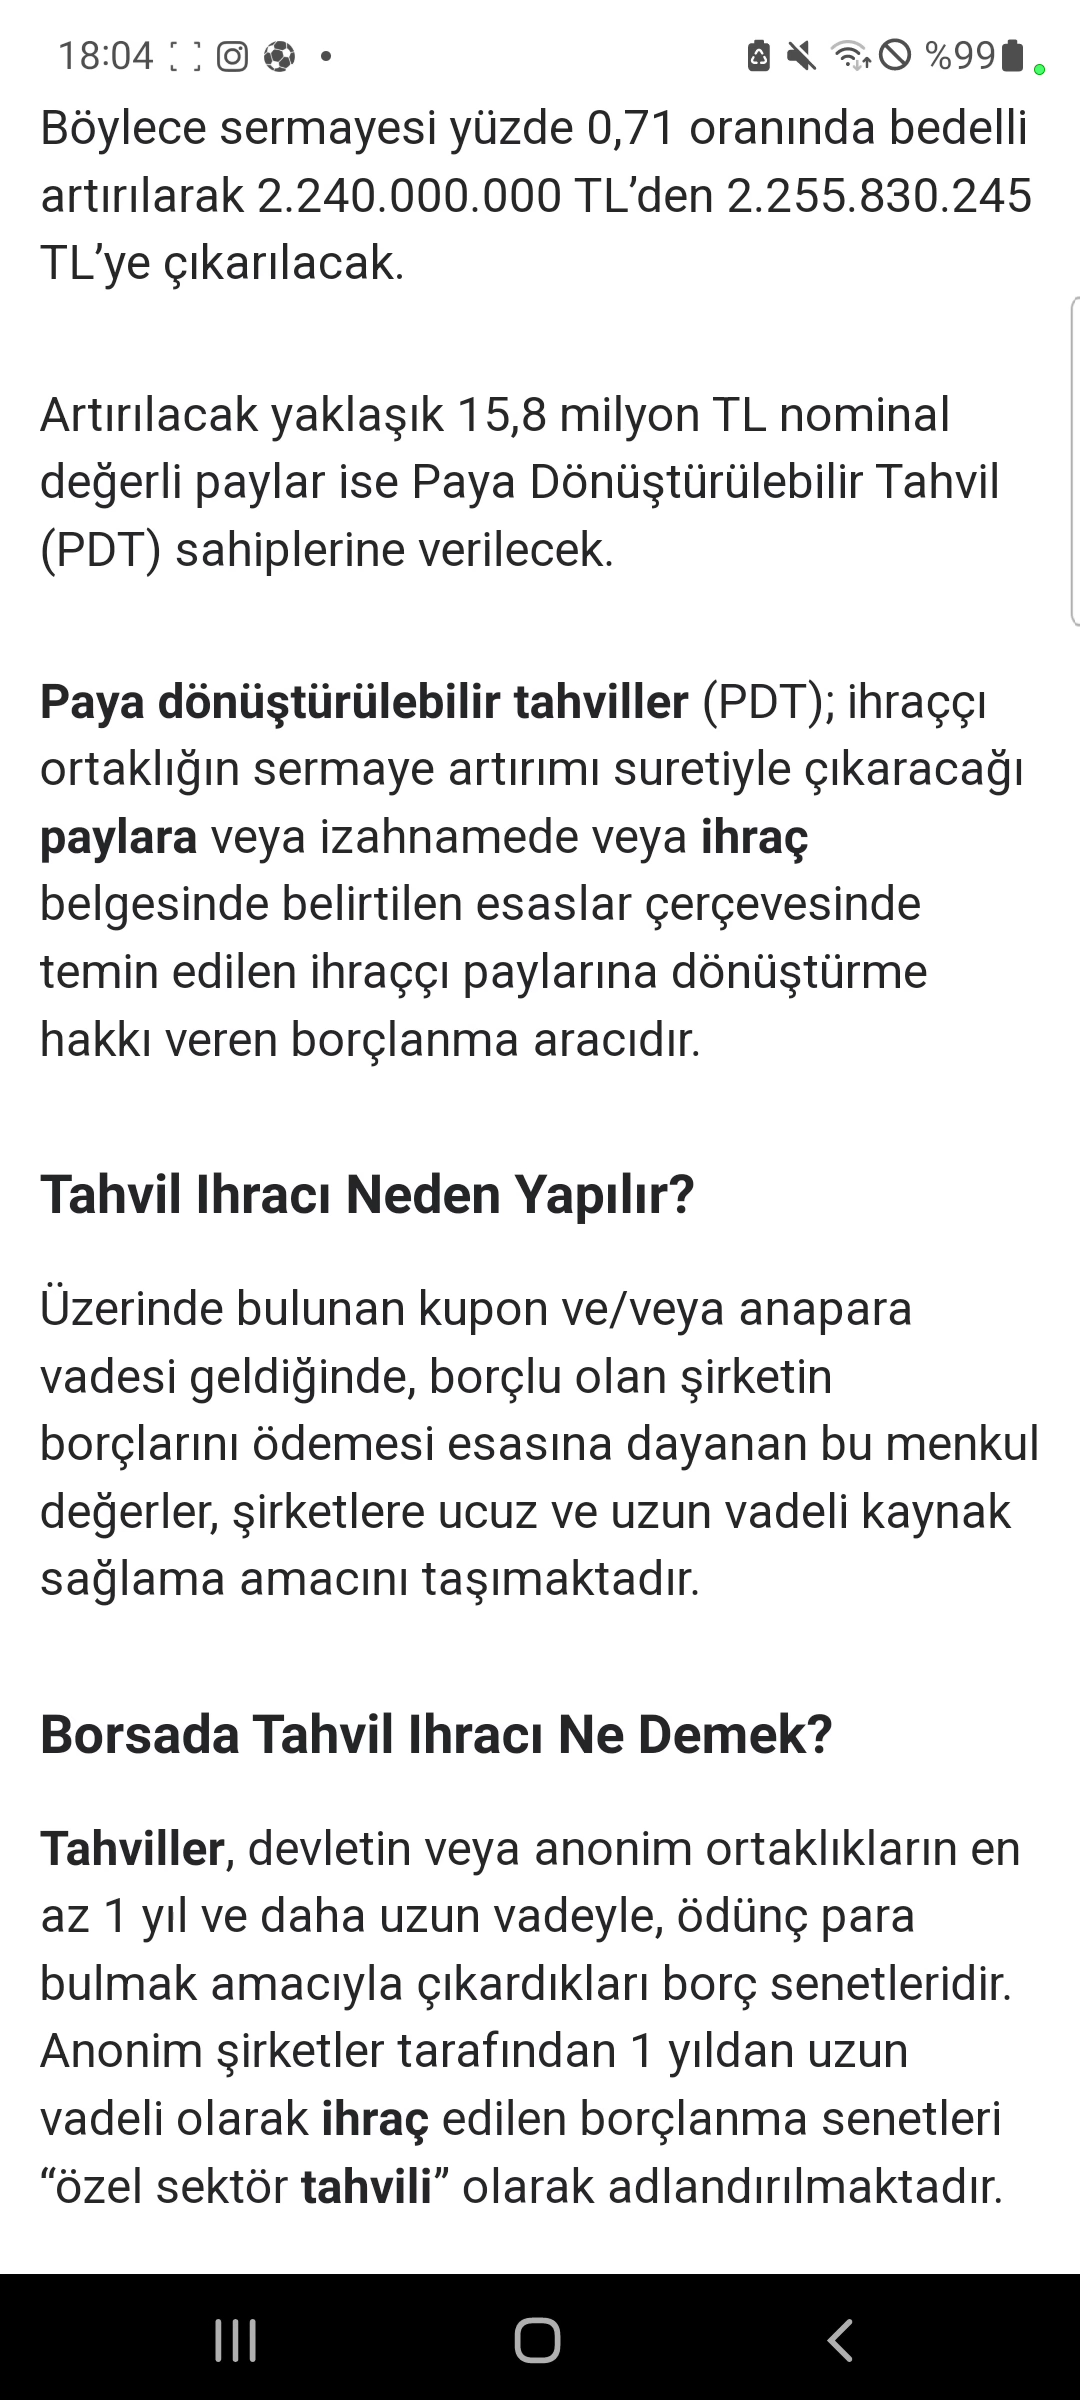 18:04
%99
Böylece sermayesi yüzde 0,71 oranında bedelli
artırılarak 2.240.000.000 TL’den 2.255.830.245
TL’ye çıkarılacak.
Artırılacak yaklaşık 15,8 milyon TL nominal
değerli paylar ise Paya Dönüştürülebilir Tahvil
(PDT) sahiplerine verilecek.
Paya dönüştürülebilir tahviller (PDT); ihraççı
ortaklığın sermaye artırımı suretiyle çıkaracağı
paylara veya izahnamede veya ihraç
belgesinde belirtilen esaslar çerçevesinde
temin edilen ihraççı paylarına dönüştürme
hakkı veren borçlanma aracıdır.
Tahvil Ihracı Neden Yapılır?
Üzerinde bulunan kupon ve/veya anapara
vadesi geldiğinde, borçlu olan şirketin
borçlarını ödemesi esasına dayanan bu menkul
değerler, şirketlere ucuz ve uzun vadeli kaynak
sağlama amacını taşımaktadır.
Borsada Tahvil Ihracı Ne Demek?
Tahviller, devletin veya anonim ortaklıkların en
az 1 yıl ve daha uzun vadeyle, ödünç para
bulmak amacıyla çıkardıkları borç senetleridir.
Anonim şirketler tarafından 1 yıldan uzun
vadeli olarak ihraç edilen borçlanma senetleri
“özel sektör tahvili” olarak adlandırılmaktadır.